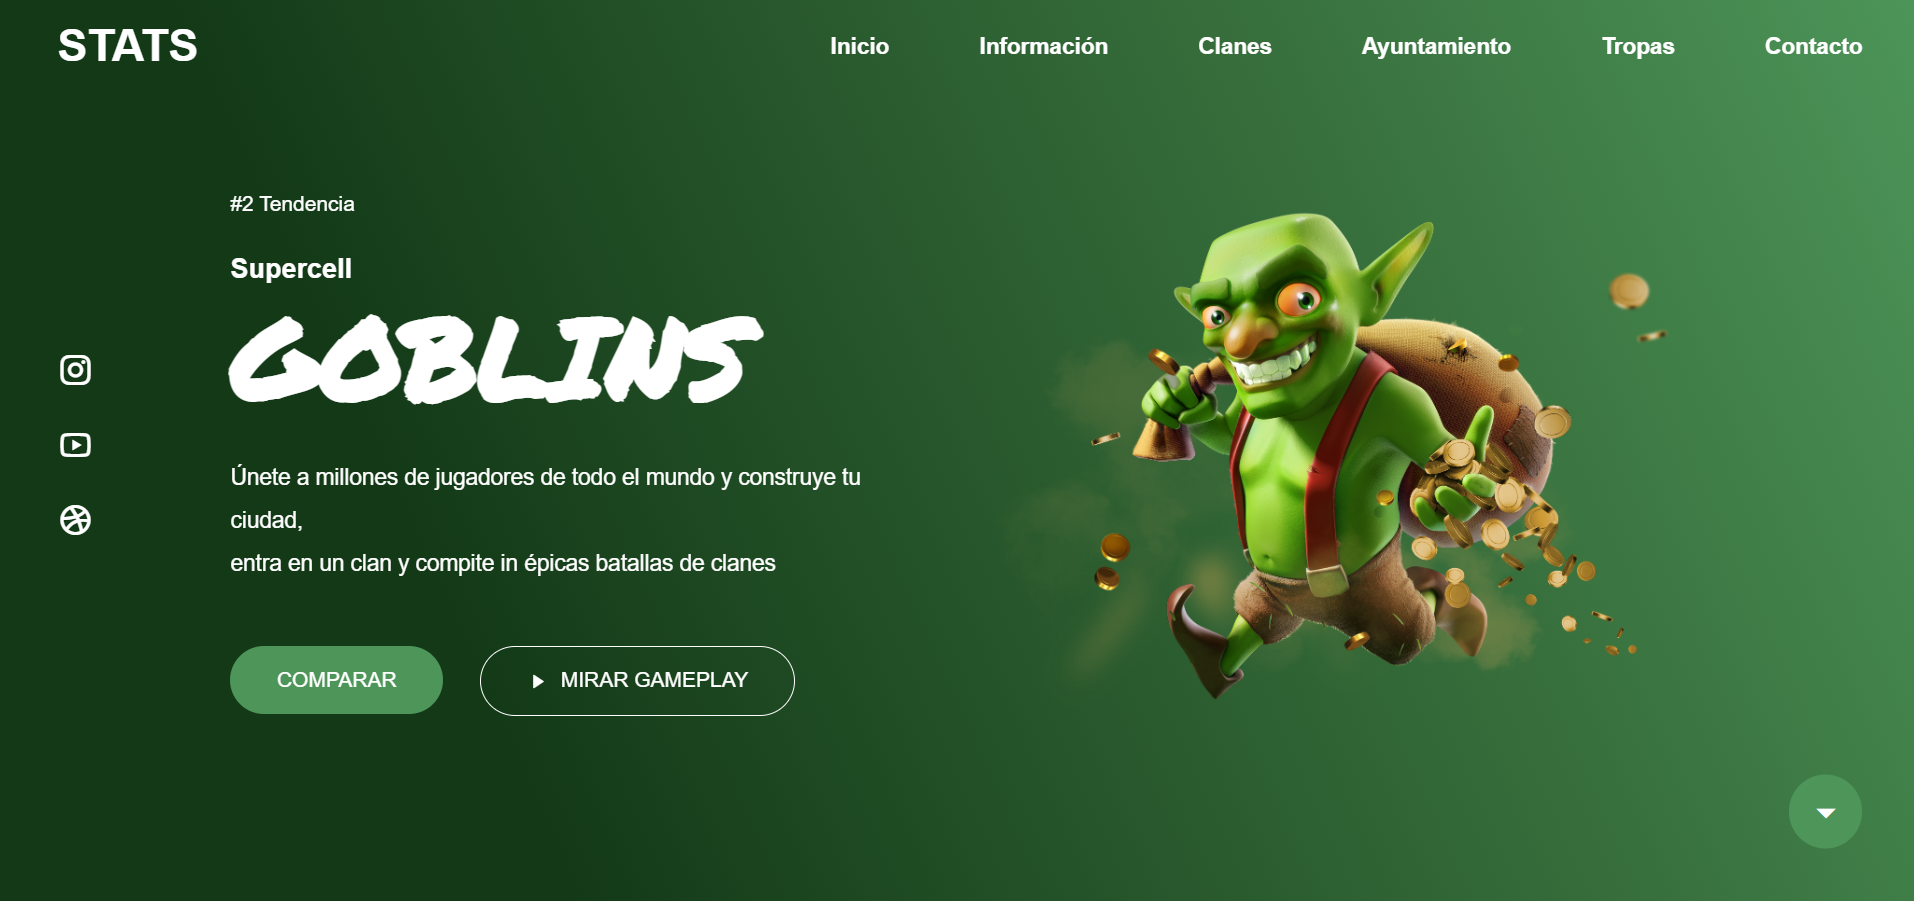 STATS
Inicio
Información
Clanes
Ayuntamiento
Tropas
Contacto
#2 Tendencia
Supercell
GOBLINS
Únete a millones de jugadores de todo el mundo y construye tu
ciudad,
entra en un clan y compite in épicas batallas de clanes
COMPARAR
MIRAR GAMEPLAY